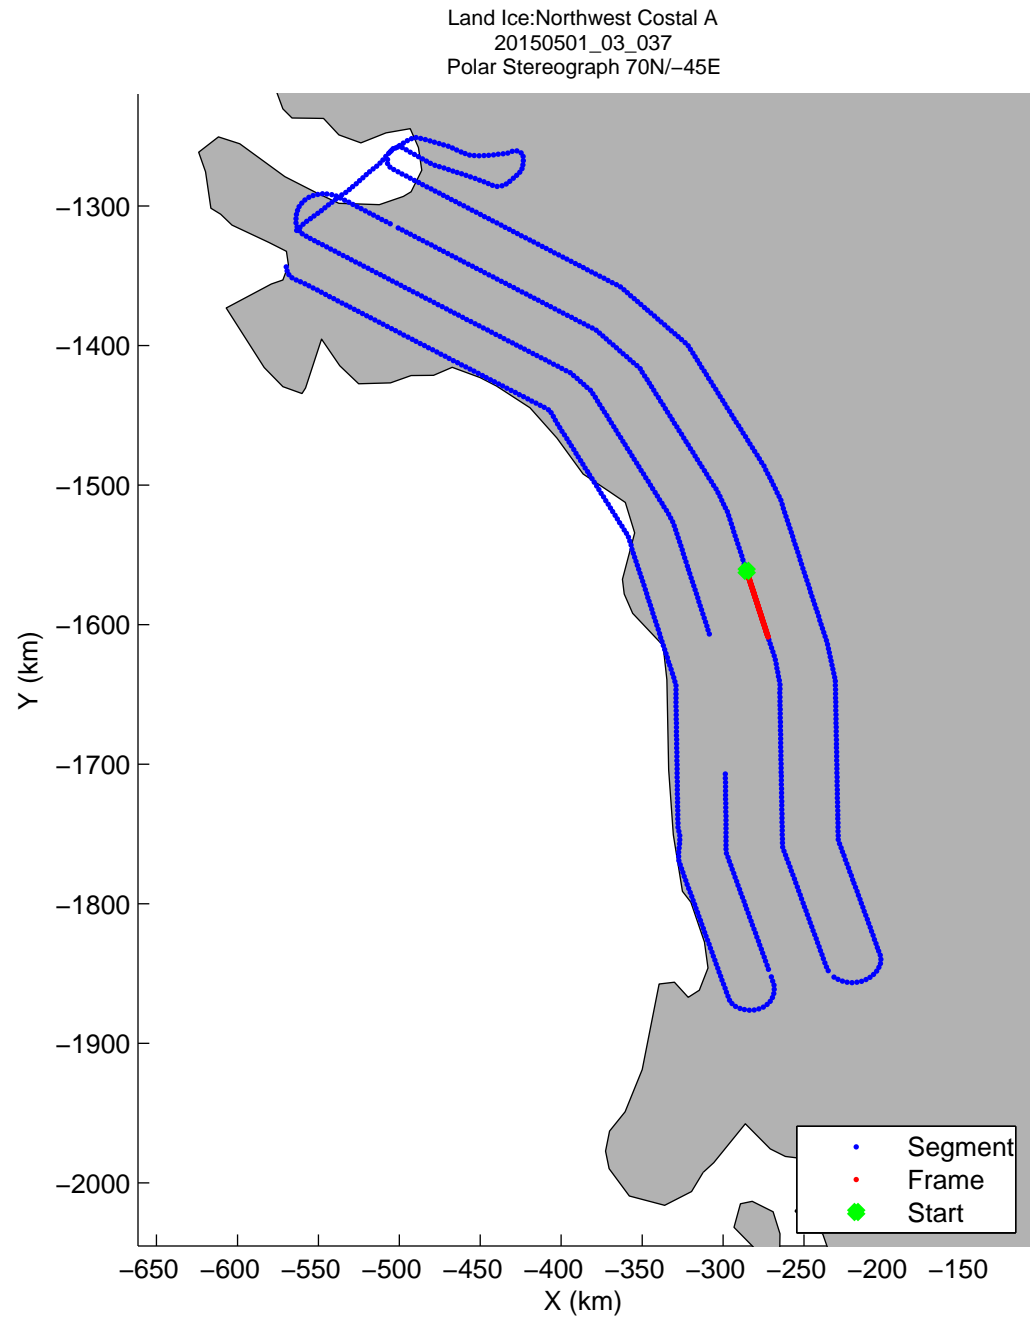 Land Ice:Northwest Costal A
20150501_03_037
Polar Stereograph 70N/−45E
Y (km)
−1300
−1400
−1500
−1600
−1700
−1800
−1900
−2000
Segment
Frame
Start
−650 −600 −550 −500 −450 −400 −350 −300 −250 −200 −150
X (km)